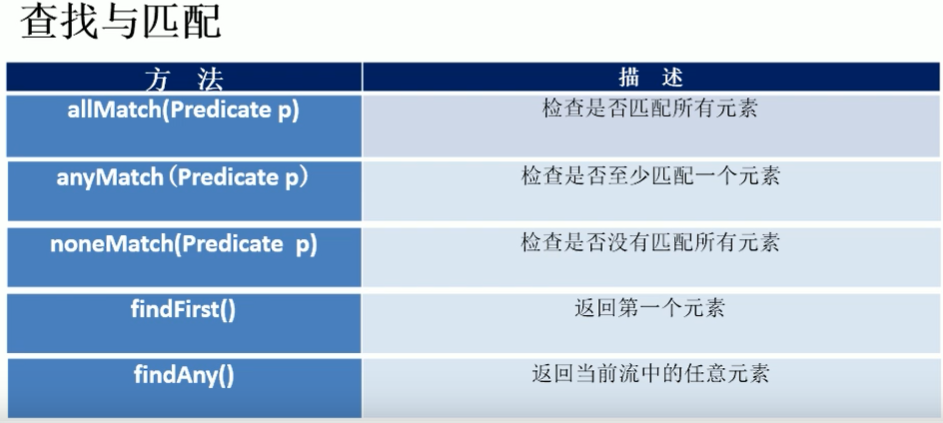 查找与匹配
方 法 描 述
allMatch(Predicate p) 检查是否匹配所有元素
anyMatch（Predicate p） 检查是否至少匹配一个元素
noneMatch(Predicate  p) 检查是否没有匹配所有元素
findFirst() 返回第一个元素
findAny() 返回当前流中的任意元素